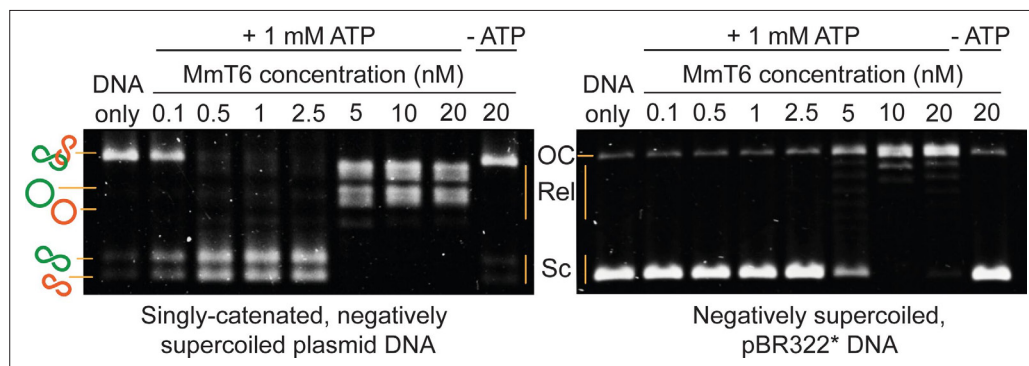 + 1 mM ATP
- ATP
MmT6 concentration (nM)
DNA only
0.1 0.5 1 2.5 5 10 20 20
Singly-catenated, negatively
supercoiled plasmid DNA
+ 1 mM ATP
- ATP
MmT6 concentration (nM)
DNA only
0.1 0.5 1 2.5 5 10 20 20
OC
Rel
Sc
Negatively supercoiled,
pBR322* DNA